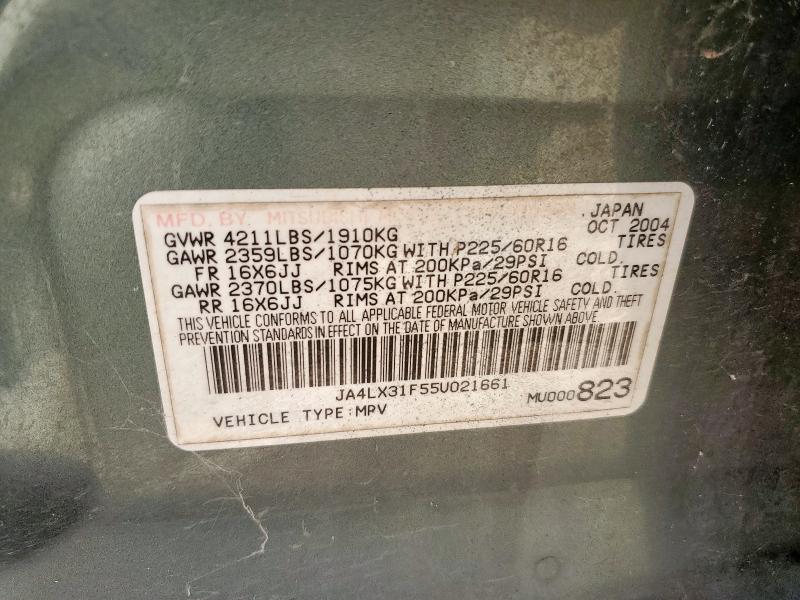 MFD. BY. MITSUBISHI
JAPAN
OCT 2004
GVWR 4211LBS/1910KG
GAWR 2359LBS/1070KG WITH P225/60R16 TIRES
FR 16X6JJ RIMS AT 200KPa/29PSI COLD.
GAWR 2370LBS/1075KG WITH P225/60R16 TIRES
RR 16X6JJ RIMS AT 200KPa/29PSI COLD.
THIS VEHICLE CONFORMS TO ALL APPLICABLE FEDERAL MOTOR VEHICLE SAFETY AND THEFT
PREVENTION STANDARDS IN EFFECT ON THE DATE OF MANUFACTURE SHOWN ABOVE.
JA4LX31F55U021661
VEHICLE TYPE:MPV
MU000823